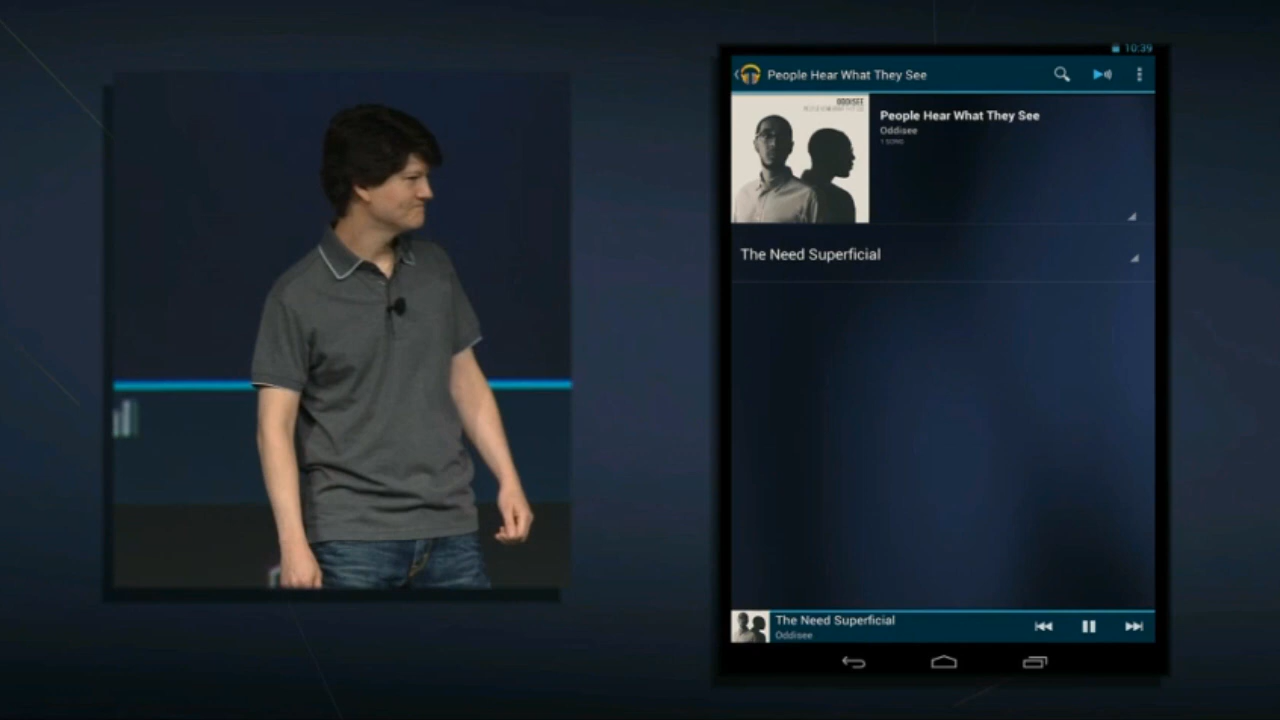 10:39
People Hear What They See
ODDISEE
People Hear What They See
Oddisee
1 SONG
The Need Superficial
The Need Superficial
Oddisee